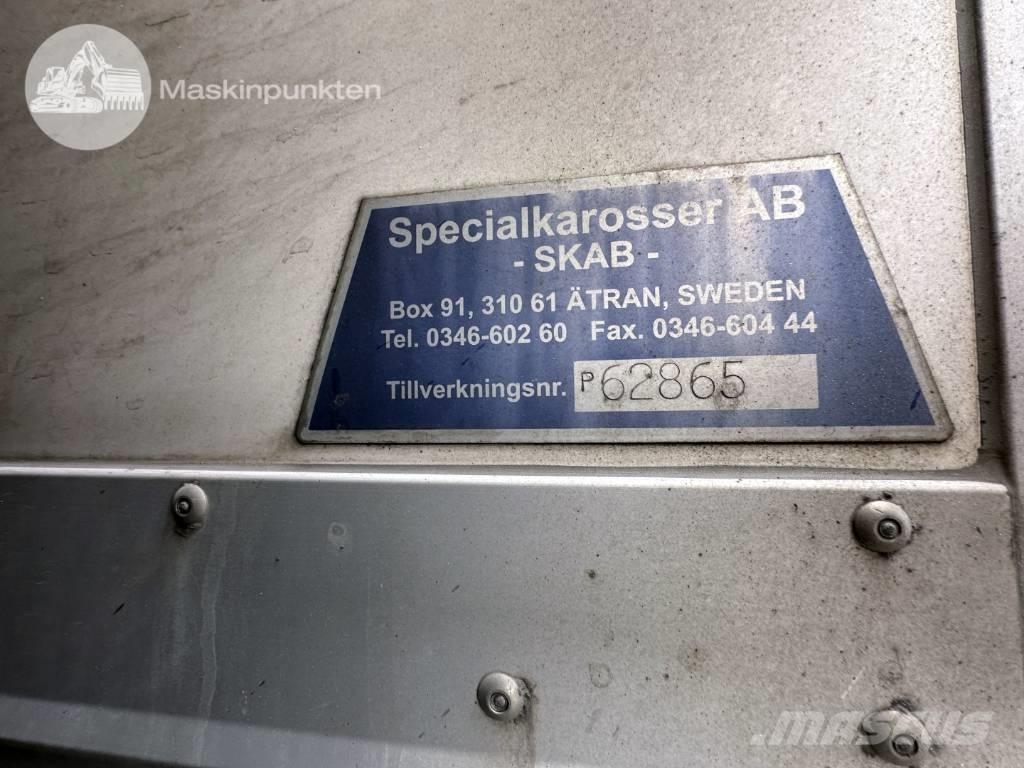 Maskinpunkten
Specialkarosser AB
- SKAB -
Box 91, 310 61 ÄTRAN, SWEDEN
Tel. 0346-602 60 Fax. 0346-604 44
Tillverkningsnr. P62865
MASCUS